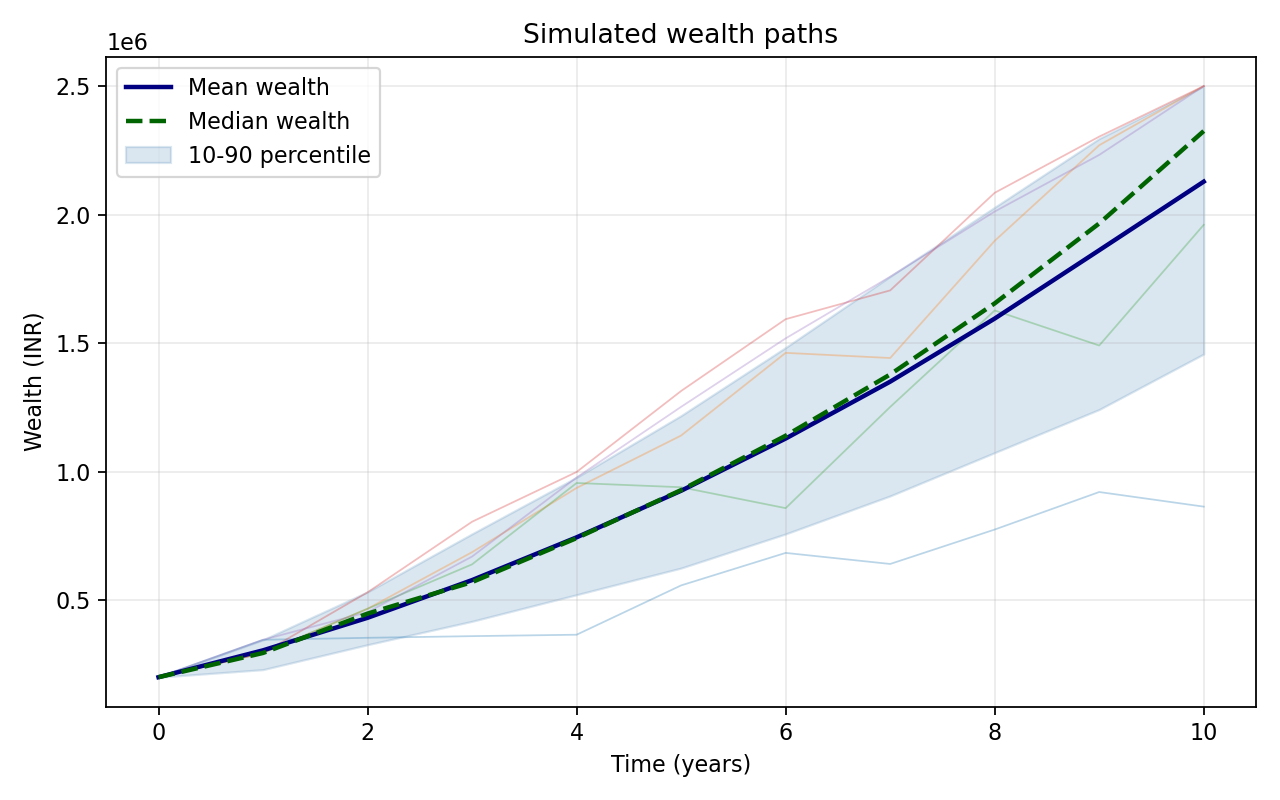 Simulated wealth paths
1e6
Mean wealth
Median wealth
10-90 percentile
2.5
2.0
1.5
1.0
0.5
Wealth (INR)
0 2 4 6 8 10
Time (years)